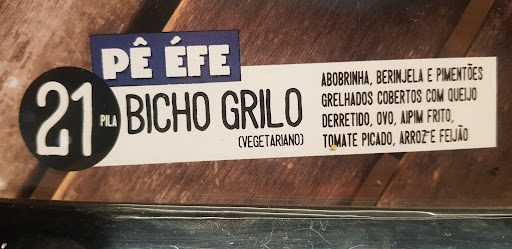 PÊ ÉFE
21 PILA
BICHO GRILO
(VEGETARIANO)
ABOBRINHA, BERINJELA E PIMENTÕES
GRELHADOS COBERTOS COM QUEIJO
DERRETIDO, OVO, AIPIM FRITO,
TOMATE PICADO, ARROZ E FEIJÃO